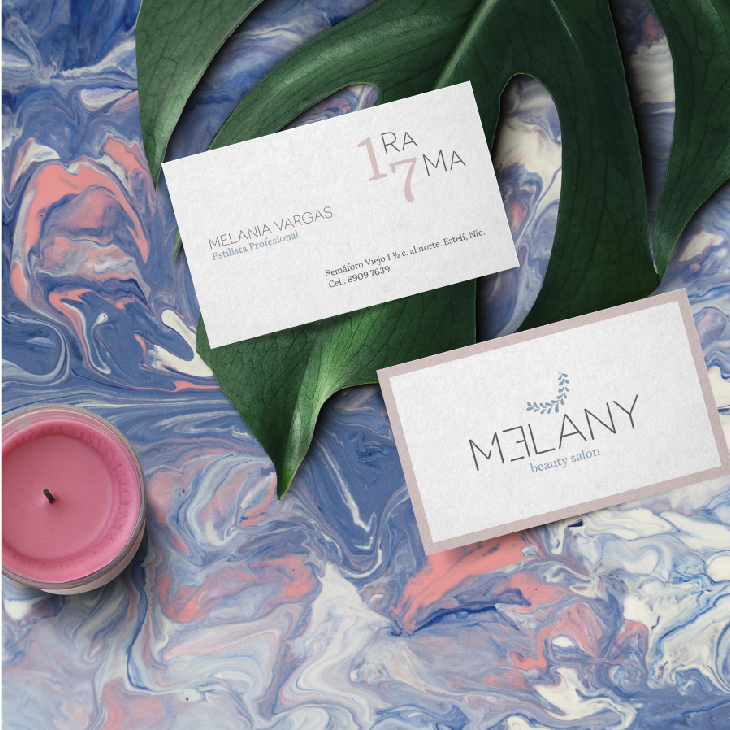 1RA
7MA
MELANIA VARGAS
Estilista Profesional
Semáforo Viejo 1 ½ c. al norte. Estelí, Nic.
Cel.: 8909 7639
MƎLANY
beauty salon